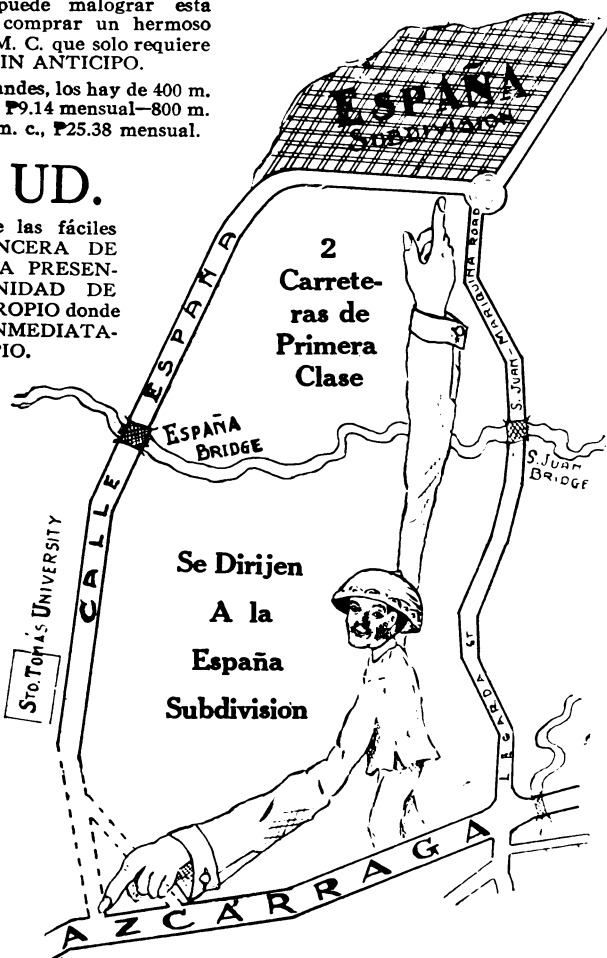 puede malograr esta
comprar un hermoso
M. C. que solo requiere
IN ANTICIPO.
andes, los hay de 400 m.
₱9.14 mensual—800 m.
m. c., ₱25.38 mensual.
UD.
e las fáciles
NCERA DE
A PRESEN-
NIDAD DE
ROPIO donde
NMEDIATA-
PIO.
ESPAÑA
SUBDIVISION
2
Carrete-
ras de
Primera
Clase
S. JUAN-MARIQUINA ROAD
CALLE ESPAÑA
ESPAÑA
BRIDGE
S. JUAN
BRIDGE
STO. TOMÁS UNIVERSITY
Se Dirijen
A la
España
Subdivision
LEGARDA ST
AZCÁRRAGA